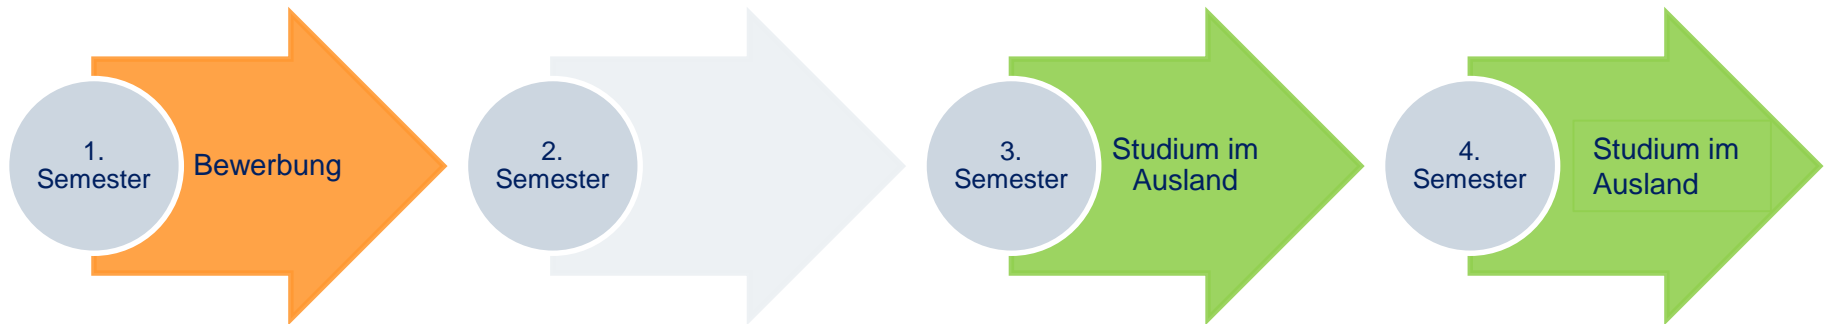 1.
Semester
Bewerbung
2.
Semester
3.
Semester
Studium im
Ausland
4.
Semester
Studium im
Ausland